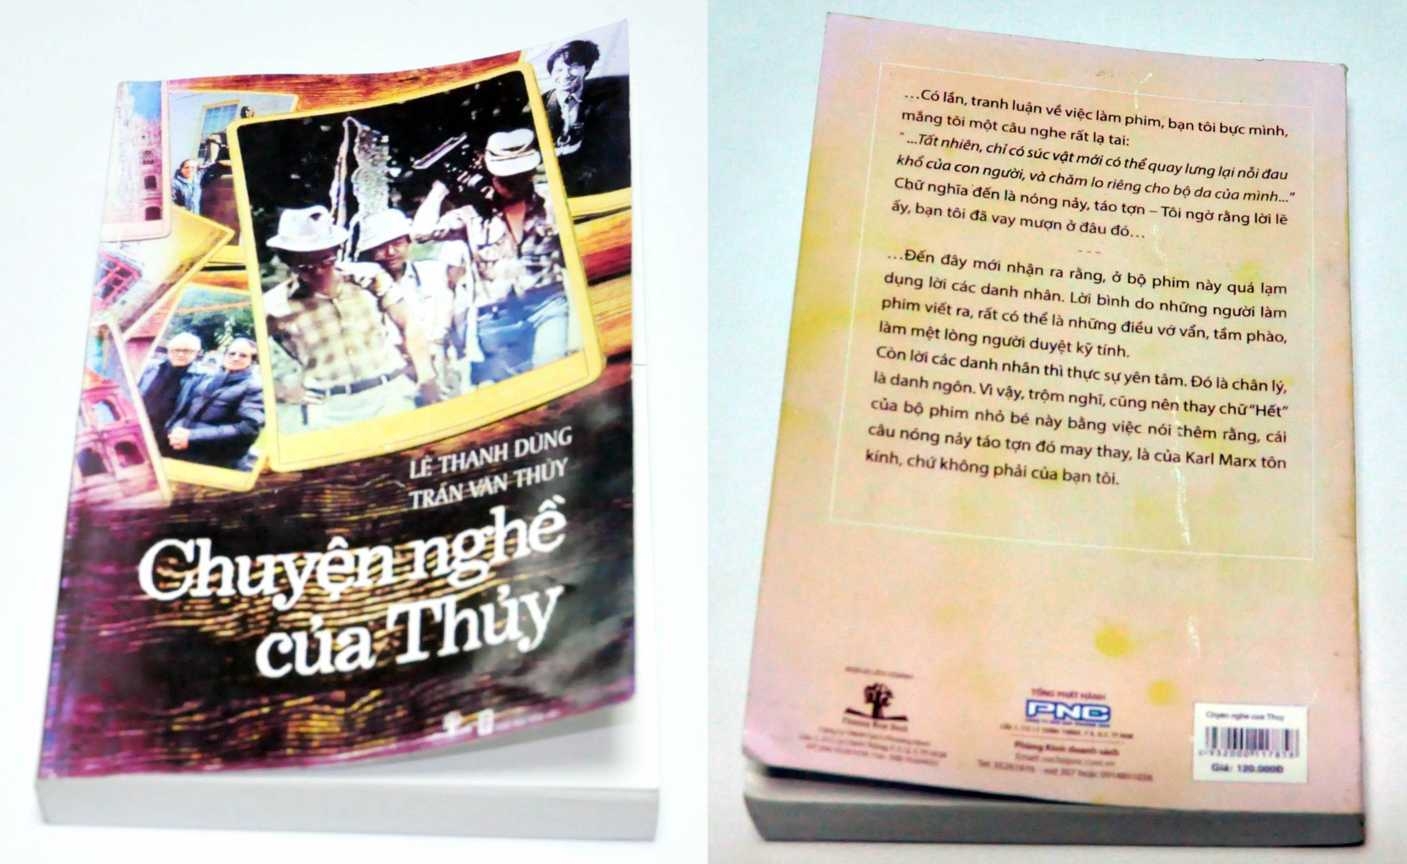 LÊ THANH DŨNG
TRẦN VĂN THỦY
Chuyện nghề
của Thủy
...Có lần, tranh luận về việc làm phim, bạn tôi bực mình,
mắng tôi một câu nghe rất lạ tai:
"...Tất nhiên, chỉ có súc vật mới có thể quay lưng lại nỗi đau
khổ của con người, và chăm lo riêng cho bộ da của mình..."
Chữ nghĩa đến là nóng nảy, táo tợn – Tôi ngờ rằng lời lẽ
ấy, bạn tôi đã vay mượn ở đâu đó...
---
...Đến đây mới nhận ra rằng, ở bộ phim này quá lạm
dụng lời các danh nhân. Lời bình do những người làm
phim viết ra, rất có thể là những điều vớ vẩn, tầm phào,
làm mệt lòng người duyệt kỹ tính.
Còn lời các danh nhân thì thực sự yên tâm. Đó là chân lý,
là danh ngôn. Vì vậy, trộm nghĩ, cũng nên thay chữ "Hết"
của bộ phim nhỏ bé này bằng việc nói thêm rằng, cái
câu nóng nảy táo tợn đó may thay, là của Karl Marx tôn
kính, chứ không phải của bạn tôi.
TỔNG PHÁT HÀNH
PNC
Phòng Kinh doanh sách
Chuyen nghe cua Thuy
Giá: 120.000Đ